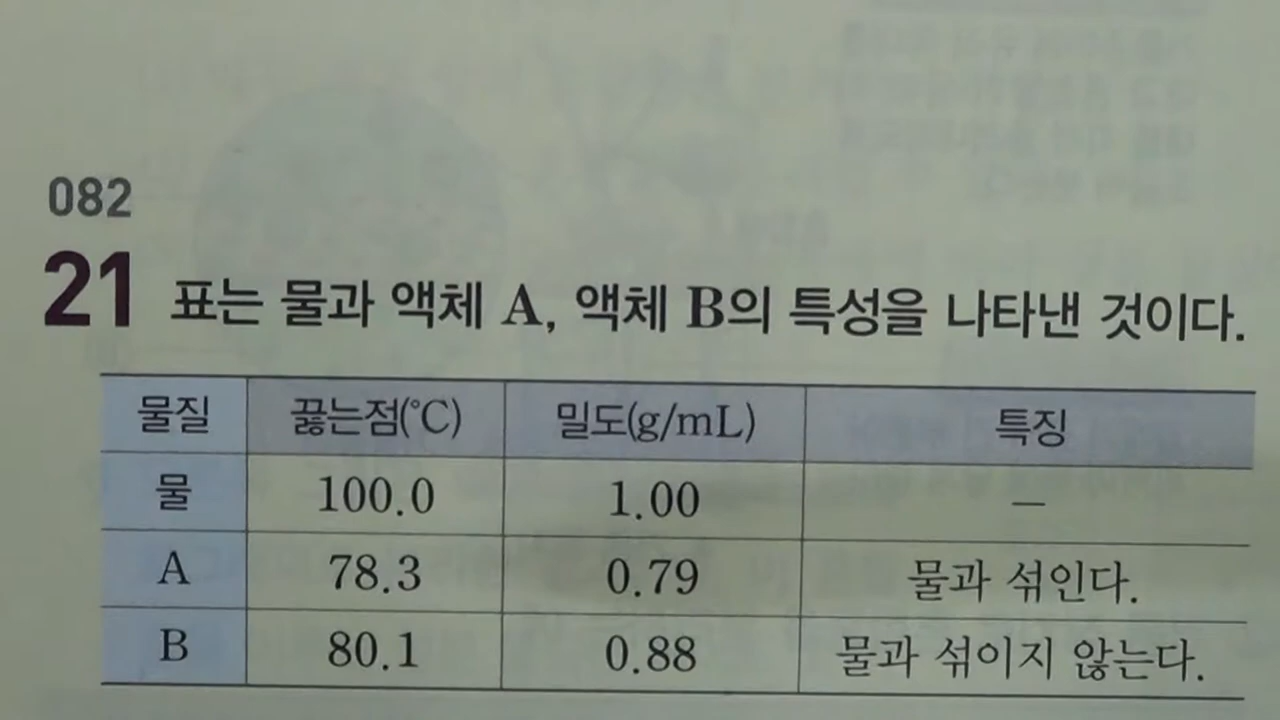 082
21 표는 물과 액체 A, 액체 B의 특성을 나타낸 것이다.
물질 끓는점(℃) 밀도(g/mL) 특징
물 100.0 1.00 —
A 78.3 0.79 물과 섞인다.
B 80.1 0.88 물과 섞이지 않는다.